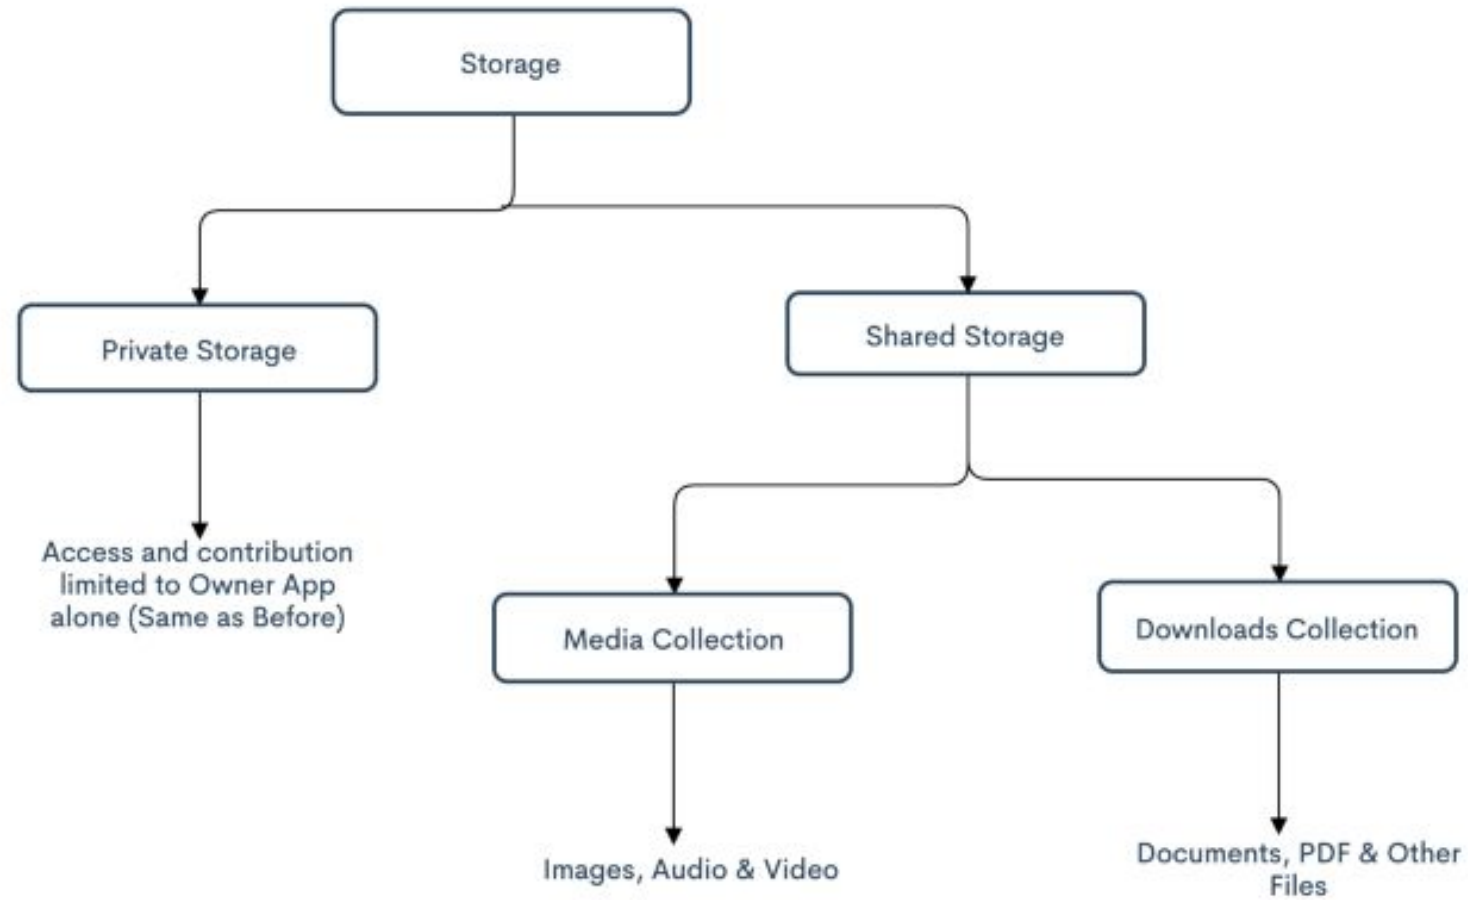 Storage
Private Storage
Shared Storage
Access and contribution
limited to Owner App
alone (Same as Before)
Media Collection
Downloads Collection
Images, Audio & Video
Documents, PDF & Other
Files